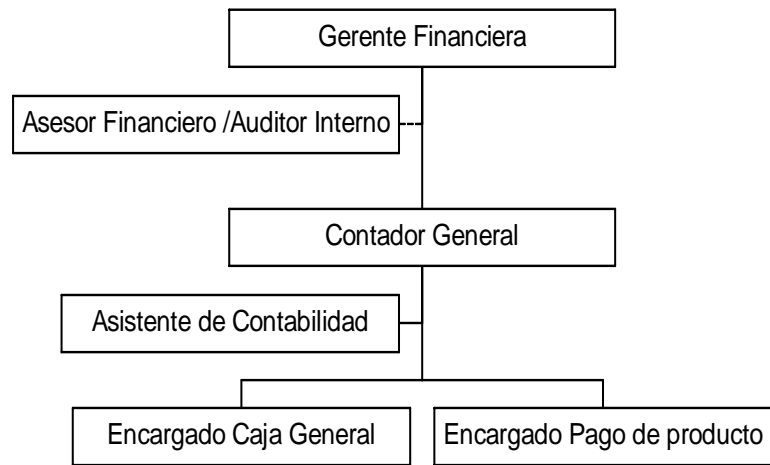 Gerente Financiera
Asesor Financiero /Auditor Interno
Contador General
Asistente de Contabilidad
Encargado Caja General
Encargado Pago de producto